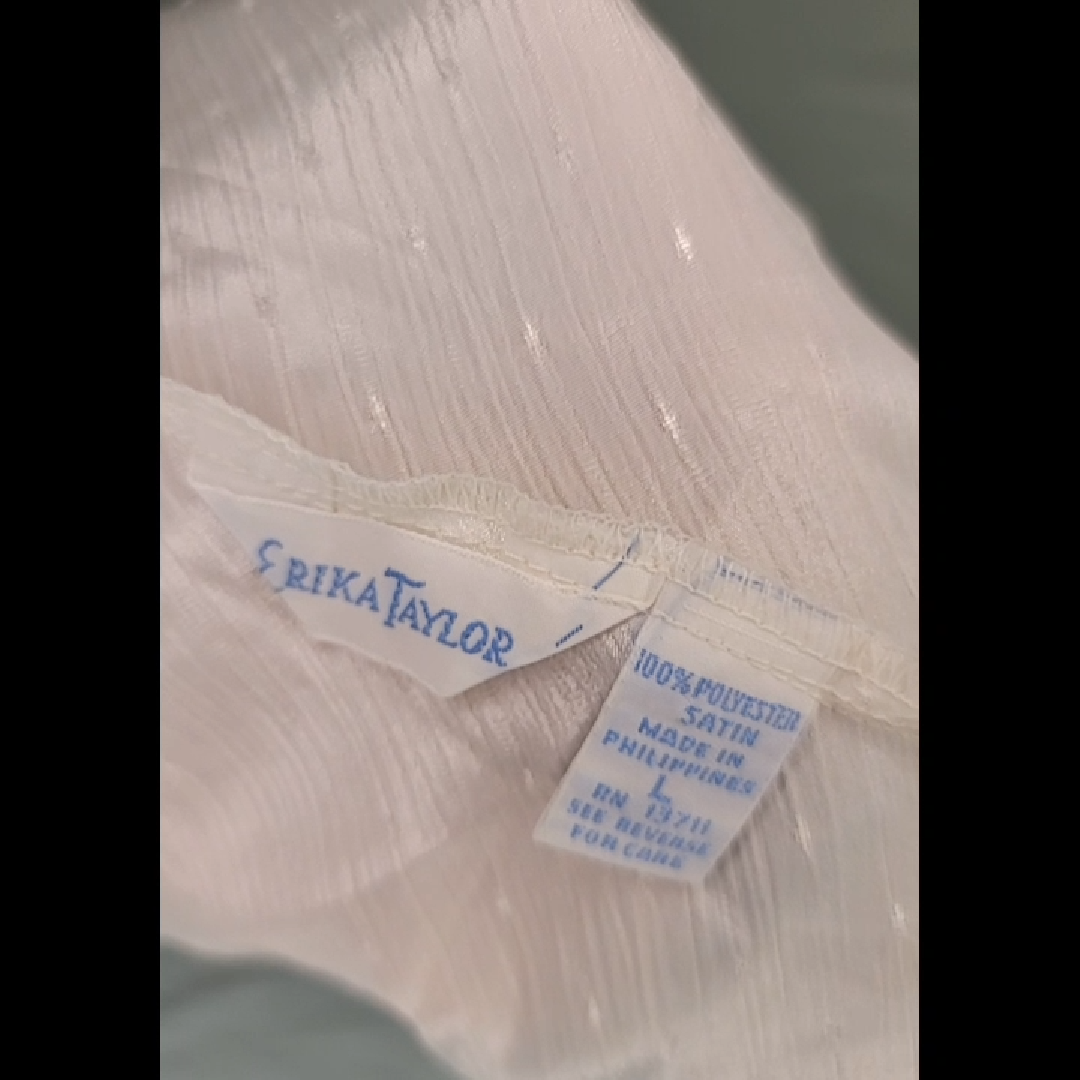 ERIKA TAYLOR
100% POLYESTER
SATIN
MADE IN
PHILIPPINES
L
RN 13711
SEE REVERSE
FOR CARE